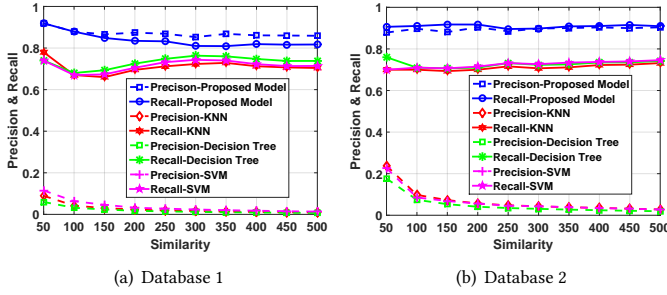 1
0.8
0.6
0.4
0.2
0
Precision & Recall
Precison-Proposed Model
Recall-Proposed Model
Precision-KNN
Recall-KNN
Precision-Decision Tree
Recall-Decision Tree
Precision-SVM
Recall-SVM
50 100 150 200 250 300 350 400 450 500
Similarity
(a) Database 1
1
0.8
0.6
0.4
0.2
0
Precision & Recall
Precison-Proposed Model
Recall-Proposed Model
Precision-KNN
Recall-KNN
Precision-Decision Tree
Recall-Decision Tree
Precision-SVM
Recall-SVM
50 100 150 200 250 300 350 400 450 500
Similarity
(b) Database 2